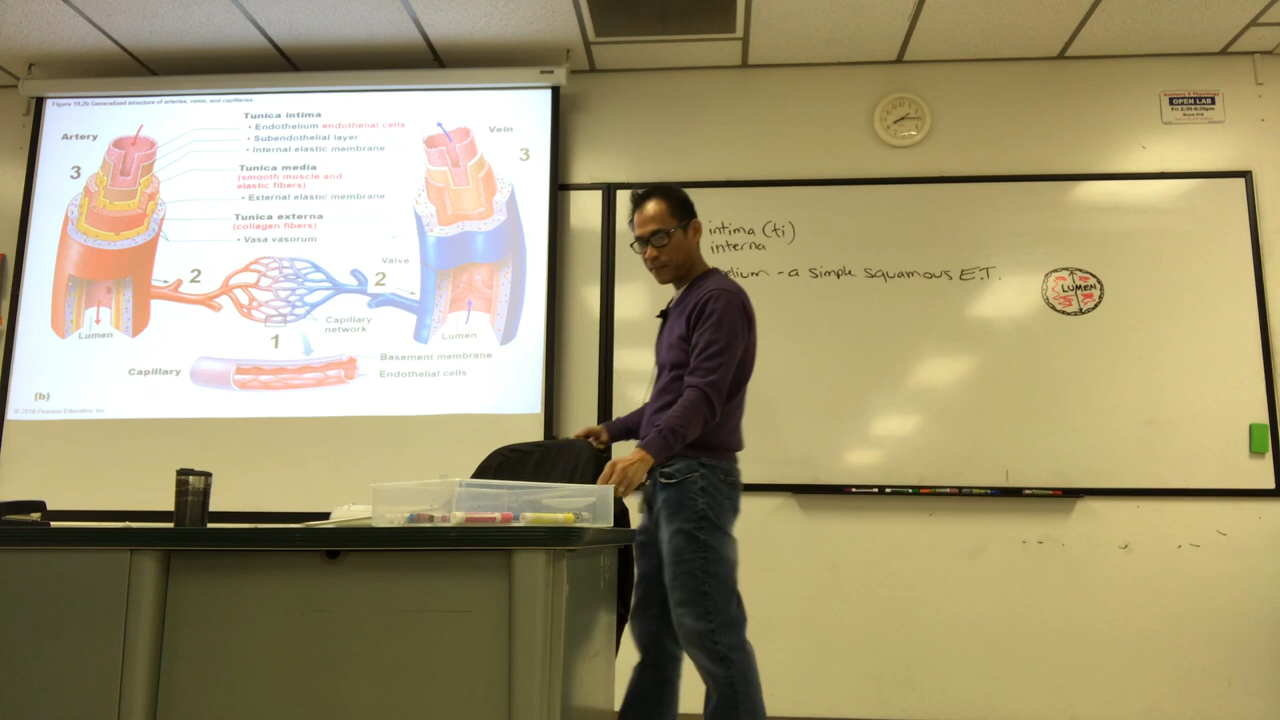 Figure 19.2b Generalized structure of arteries, veins, and capillaries.
Artery
3
Tunica intima
• Endothelium endothelial cells
• Subendothelial layer
• Internal elastic membrane
Tunica media
(smooth muscle and
elastic fibers)
• External elastic membrane
Tunica externa
(collagen fibers)
• Vasa vasorum
Vein
3
Valve
2
2
Capillary
network
Lumen
Lumen
1
Basement membrane
Capillary
Endothelial cells
(b)
© 2016 Pearson Education, Inc.
intima (ti)
interna
elium - a simple squamous E.T.
LUMEN
Anatomy & Physiology
OPEN LAB